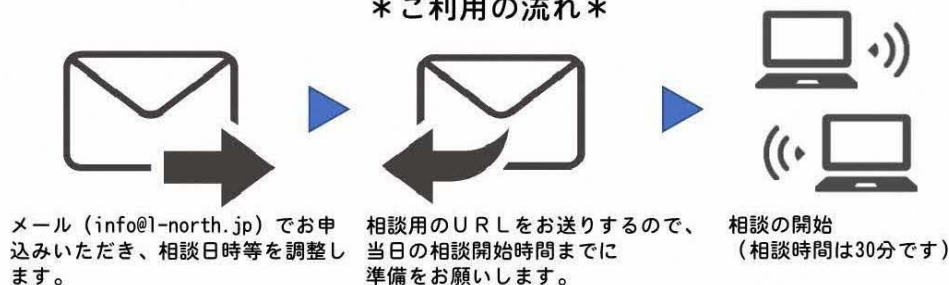 ＊ご利用の流れ＊
メール（info@l-north.jp）でお申
込みいただき、相談日時等を調整し
ます。
相談用のＵＲＬをお送りするので、
当日の相談開始時間までに
準備をお願いします。
相談の開始
（相談時間は30分です）